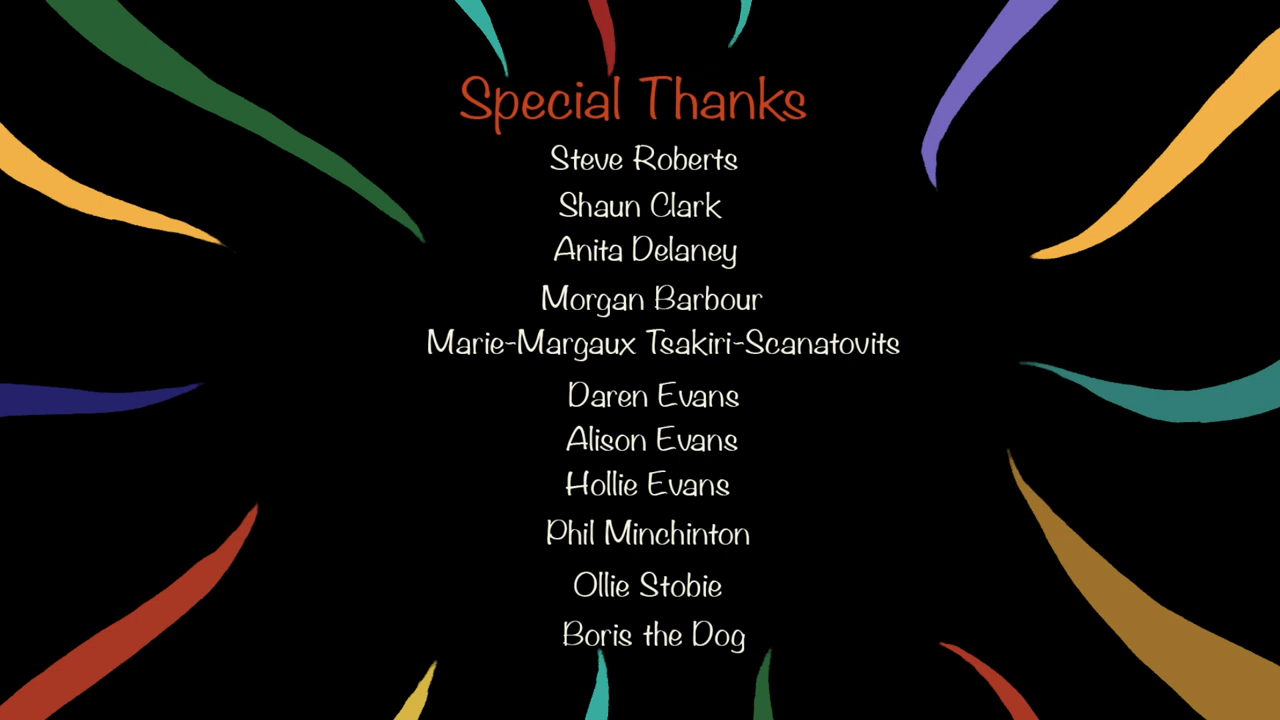 Special Thanks
Steve Roberts
Shaun Clark
Anita Delaney
Morgan Barbour
Marie-Margaux Tsakiri-Scanatovits
Daren Evans
Alison Evans
Hollie Evans
Phil Minchinton
Ollie Stobie
Boris the Dog